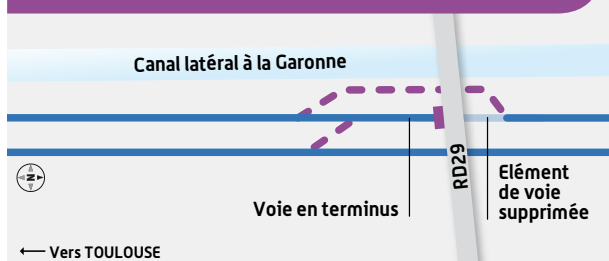 Canal latéral à la Garonne
RD29
Voie en terminus
Elément
de voie
supprimée
N
← Vers TOULOUSE